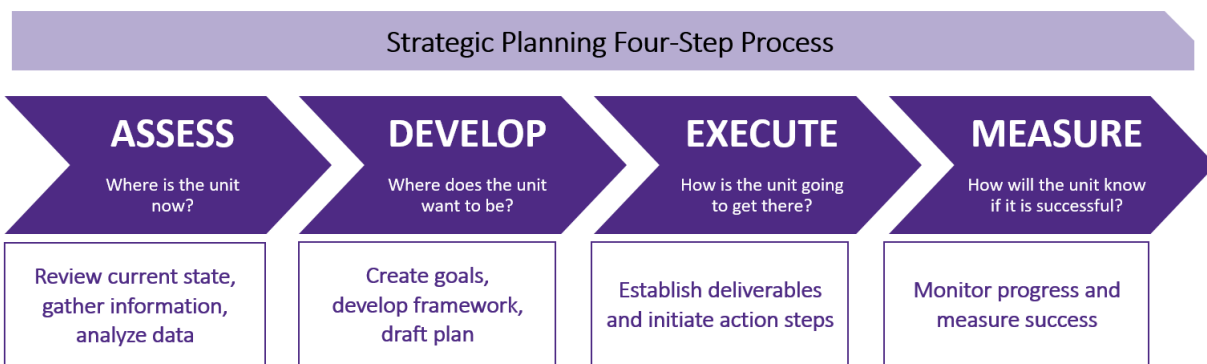 Strategic Planning Four-Step Process
ASSESS
Where is the unit
now?
Review current state,
gather information,
analyze data
DEVELOP
Where does the unit
want to be?
Create goals,
develop framework,
draft plan
EXECUTE
How is the unit going
to get there?
Establish deliverables
and initiate action steps
MEASURE
How will the unit know
if it is successful?
Monitor progress and
measure success